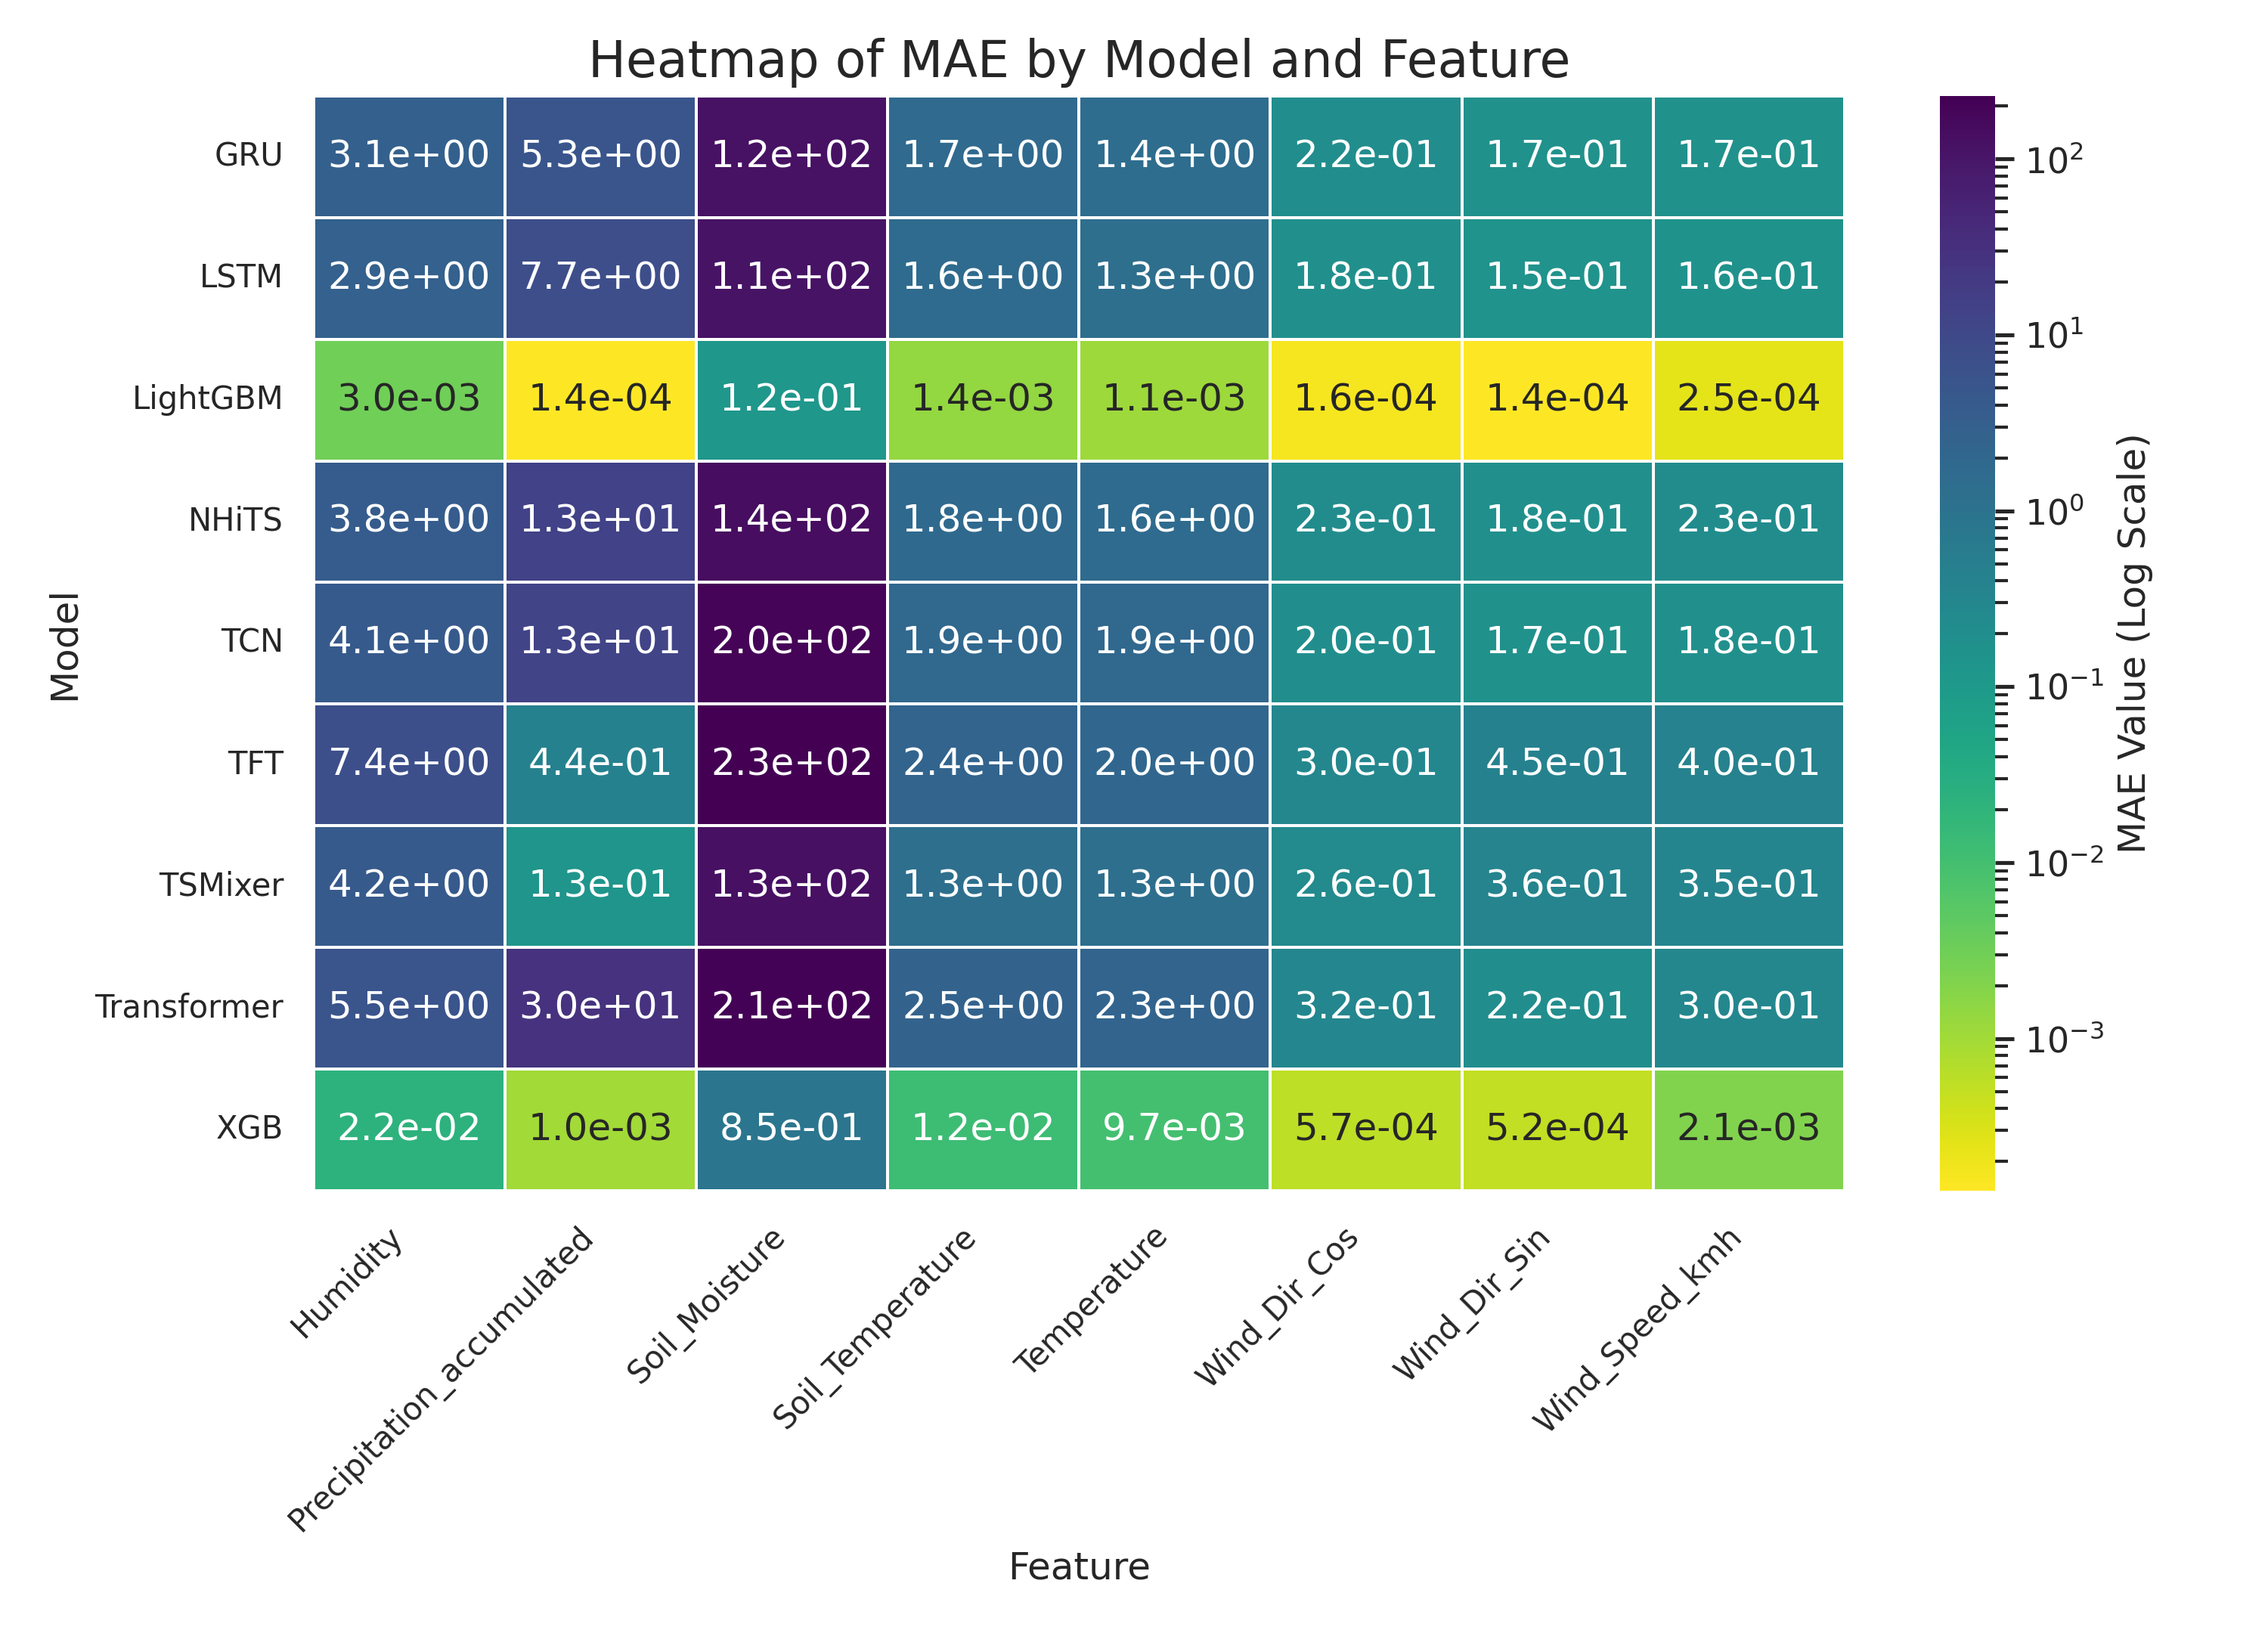 Heatmap of MAE by Model and Feature
GRU 3.1e+00 5.3e+00 1.2e+02 1.7e+00 1.4e+00 2.2e-01 1.7e-01 1.7e-01
LSTM 2.9e+00 7.7e+00 1.1e+02 1.6e+00 1.3e+00 1.8e-01 1.5e-01 1.6e-01
LightGBM 3.0e-03 1.4e-04 1.2e-01 1.4e-03 1.1e-03 1.6e-04 1.4e-04 2.5e-04
NHiTS 3.8e+00 1.3e+01 1.4e+02 1.8e+00 1.6e+00 2.3e-01 1.8e-01 2.3e-01
TCN 4.1e+00 1.3e+01 2.0e+02 1.9e+00 1.9e+00 2.0e-01 1.7e-01 1.8e-01
TFT 7.4e+00 4.4e-01 2.3e+02 2.4e+00 2.0e+00 3.0e-01 4.5e-01 4.0e-01
TSMixer 4.2e+00 1.3e-01 1.3e+02 1.3e+00 1.3e+00 2.6e-01 3.6e-01 3.5e-01
Transformer 5.5e+00 3.0e+01 2.1e+02 2.5e+00 2.3e+00 3.2e-01 2.2e-01 3.0e-01
XGB 2.2e-02 1.0e-03 8.5e-01 1.2e-02 9.7e-03 5.7e-04 5.2e-04 2.1e-03
Model
Humidity
Precipitation_accumulated
Soil_Moisture
Soil_Temperature
Temperature
Wind_Dir_Cos
Wind_Dir_Sin
Wind_Speed_kmh
Feature
10²
10¹
10⁰
10⁻¹
10⁻²
10⁻³
MAE Value (Log Scale)